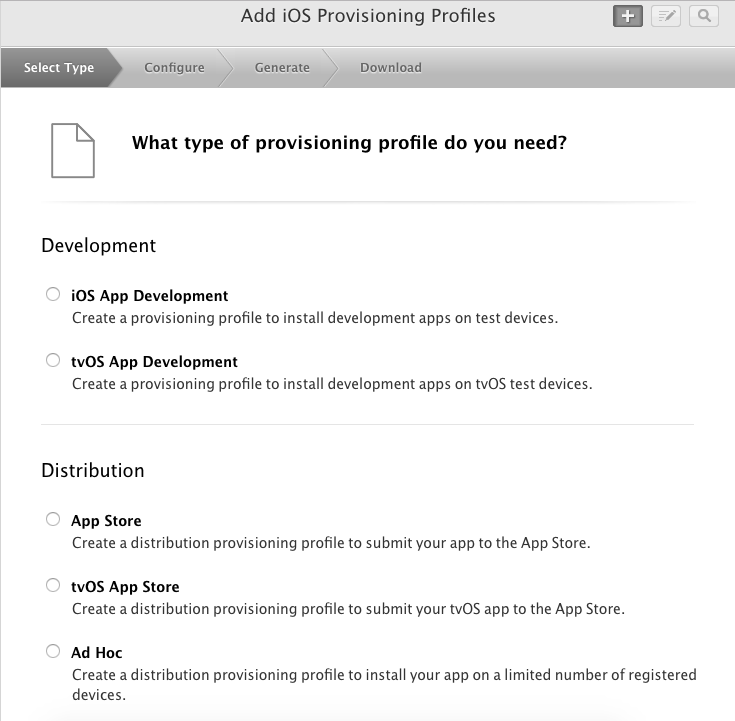 Add iOS Provisioning Profiles
Select Type
Configure
Generate
Download
What type of provisioning profile do you need?
Development
iOS App Development
Create a provisioning profile to install development apps on test devices.
tvOS App Development
Create a provisioning profile to install development apps on tvOS test devices.
Distribution
App Store
Create a distribution provisioning profile to submit your app to the App Store.
tvOS App Store
Create a distribution provisioning profile to submit your tvOS app to the App Store.
Ad Hoc
Create a distribution provisioning profile to install your app on a limited number of registered
devices.